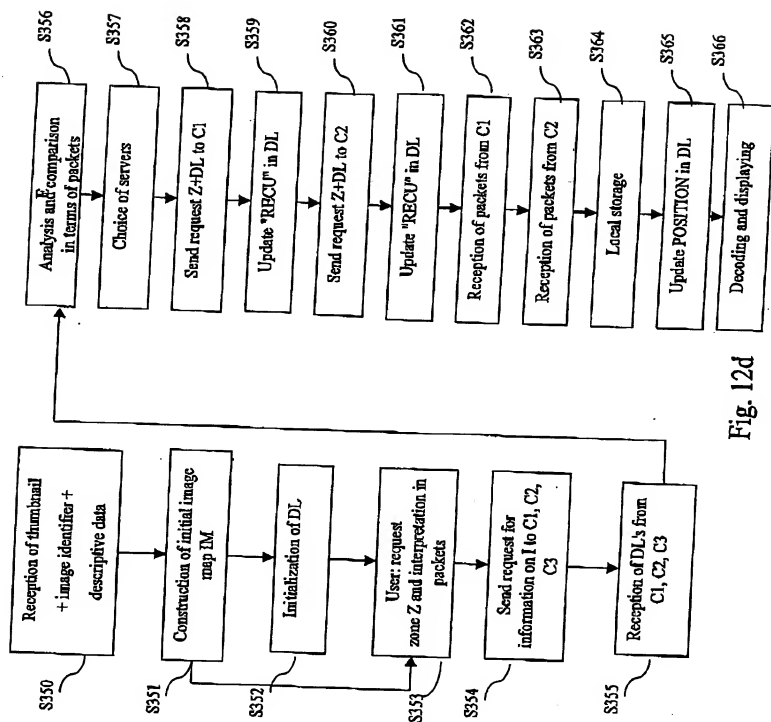 S350
Reception of thumbnail
+ image identifier +
descriptive data
S351
Construction of initial image
map IM
S352
Initialization of DL
S353
User: request
zone Z and interpretation in
packets
S354
Send request for
information on I to C1, C2,
C3
S355
Reception of DL's from
C1, C2, C3
S356
E
Analysis and comparison
in terms of packets
S357
Choice of servers
S358
Send request Z+DL to C1
S359
Update "RECU" in DL
S360
Send request Z+DL to C2
S361
Update "RECU" in DL
S362
Reception of packets from C1
S363
Reception of packets from C2
S364
Local storage
S365
Update POSITION in DL
S366
Decoding and displaying
Fig. 12d